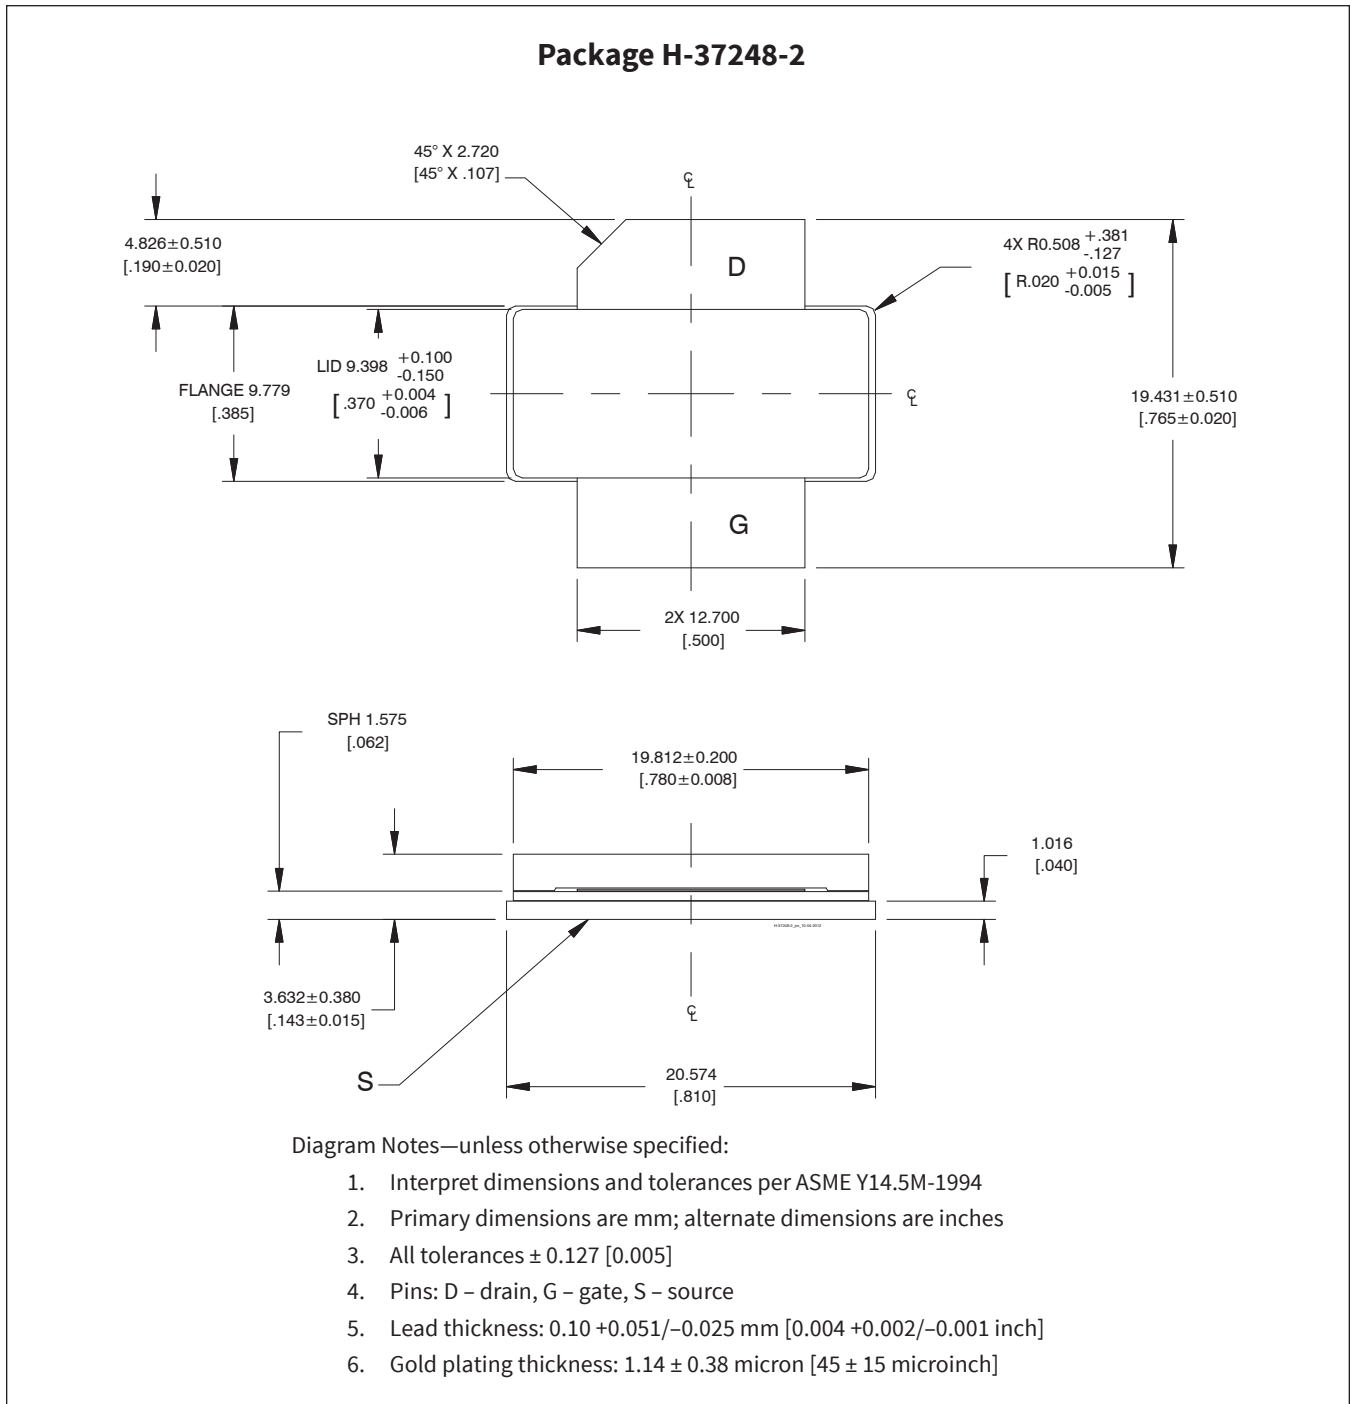 Package H-37248-2
45° X 2.720
[45° X .107]
℄
4.826±0.510
[.190±0.020]
D
4X R0.508 +.381 -.127
[ R.020 +0.015 -0.005 ]
LID 9.398 +0.100 -0.150
[ .370 +0.004 -0.006 ]
FLANGE 9.779
[.385]
℄
19.431±0.510
[.765±0.020]
G
2X 12.700
[.500]
SPH 1.575
[.062]
19.812±0.200
[.780±0.008]
1.016
[.040]
3.632±0.380
[.143±0.015]
℄
S
20.574
[.810]
Diagram Notes—unless otherwise specified:
1. Interpret dimensions and tolerances per ASME Y14.5M-1994
2. Primary dimensions are mm; alternate dimensions are inches
3. All tolerances ± 0.127 [0.005]
4. Pins: D – drain, G – gate, S – source
5. Lead thickness: 0.10 +0.051/–0.025 mm [0.004 +0.002/–0.001 inch]
6. Gold plating thickness: 1.14 ± 0.38 micron [45 ± 15 microinch]